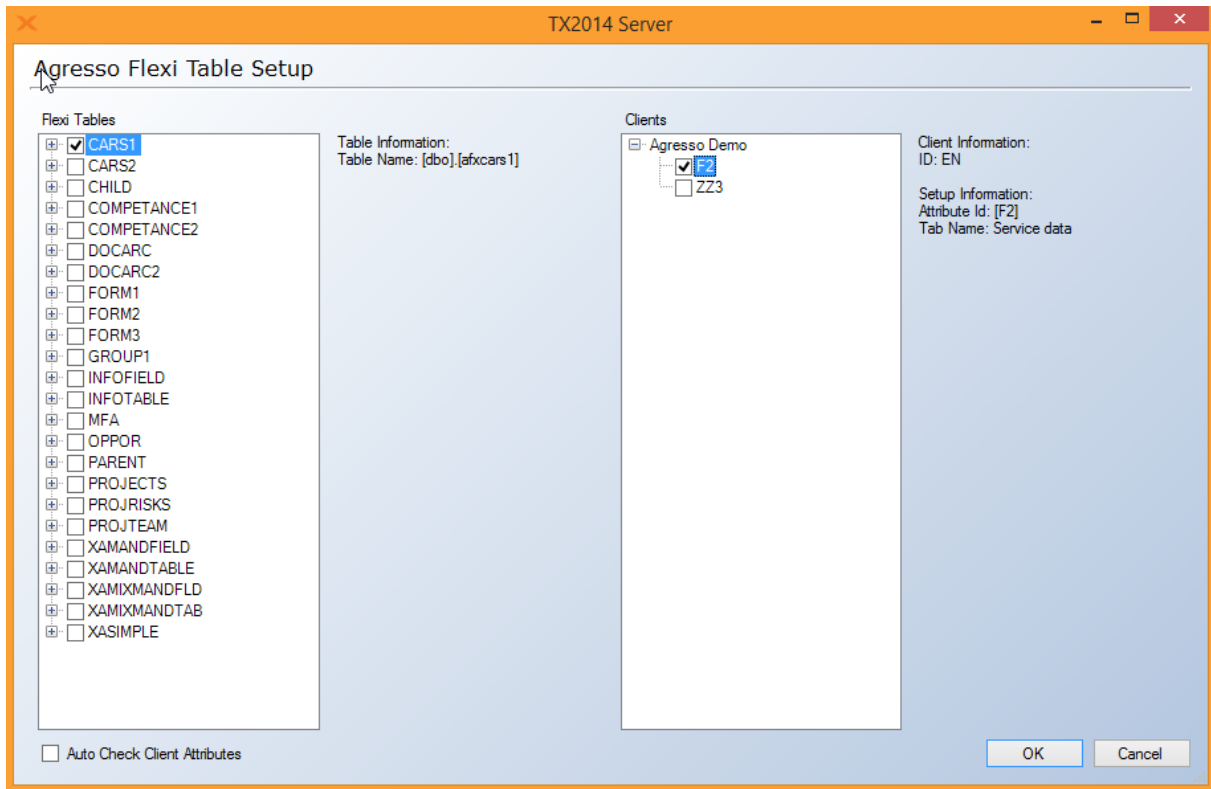 TX2014 Server
Agresso Flexi Table Setup
Flexi Tables
CARS1
CARS2
CHILD
COMPETANCE1
COMPETANCE2
DOCARC
DOCARC2
FORM1
FORM2
FORM3
GROUP1
INFOFIELD
INFOTABLE
MFA
OPPOR
PARENT
PROJECTS
PROJRISKS
PROJTEAM
XAMANDFIELD
XAMANDTABLE
XAMIXMANDFLD
XAMIXMANDTAB
XASIMPLE
Table Information:
Table Name: [dbo].[afxcars1]
Clients
Agresso Demo
F2
ZZ3
Client Information:
ID: EN
Setup Information:
Attribute Id: [F2]
Tab Name: Service data
Auto Check Client Attributes
OK
Cancel